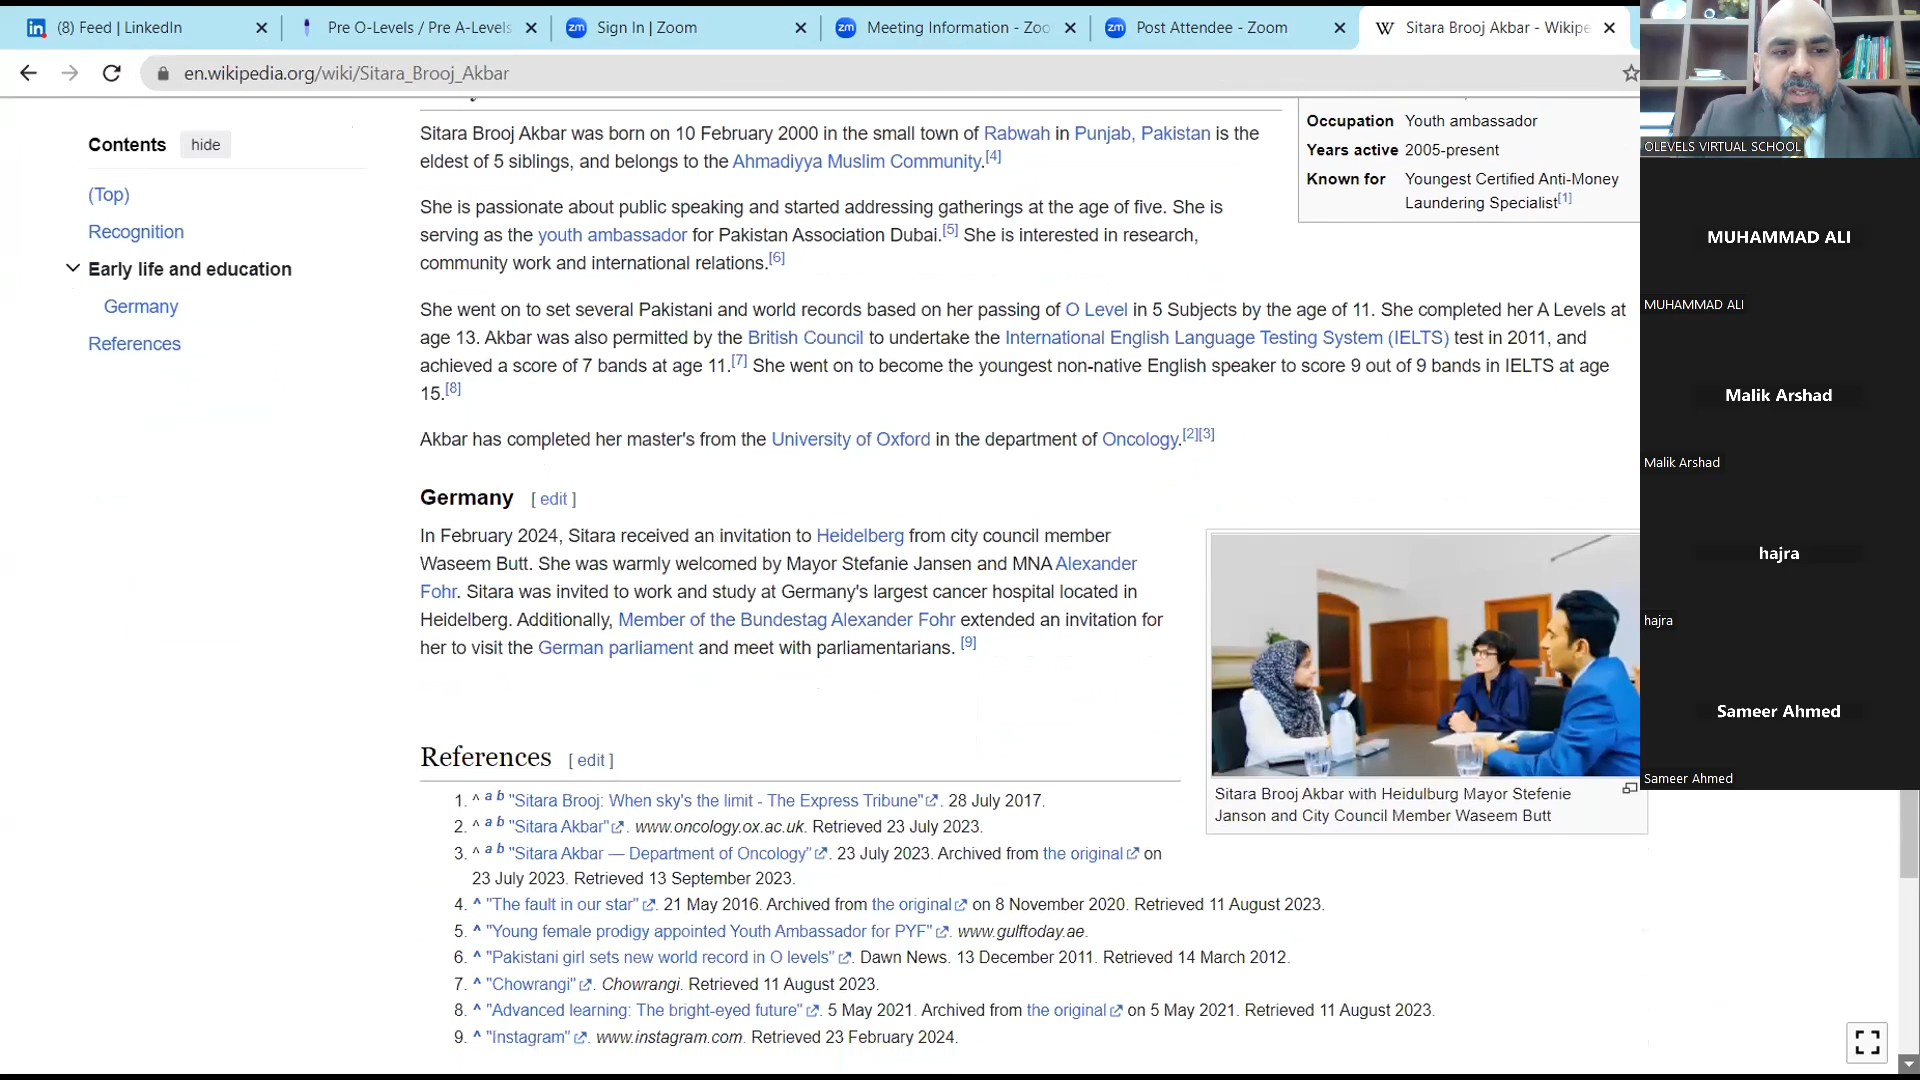 (8) Feed | LinkedIn
Pre O-Levels / Pre A-Levels
Sign In | Zoom
Meeting Information - Zoo
Post Attendee - Zoom
Sitara Brooj Akbar - Wikipe
en.wikipedia.org/wiki/Sitara_Brooj_Akbar
Contents hide
(Top)
Recognition
Early life and education
Germany
References
Sitara Brooj Akbar was born on 10 February 2000 in the small town of Rabwah in Punjab, Pakistan is the
eldest of 5 siblings, and belongs to the Ahmadiyya Muslim Community.[4]
She is passionate about public speaking and started addressing gatherings at the age of five. She is
serving as the youth ambassador for Pakistan Association Dubai.[5] She is interested in research,
community work and international relations.[6]
She went on to set several Pakistani and world records based on her passing of O Level in 5 Subjects by the age of 11. She completed her A Levels at
age 13. Akbar was also permitted by the British Council to undertake the International English Language Testing System (IELTS) test in 2011, and
achieved a score of 7 bands at age 11.[7] She went on to become the youngest non-native English speaker to score 9 out of 9 bands in IELTS at age
15.[8]
Akbar has completed her master's from the University of Oxford in the department of Oncology.[2][3]
Occupation Youth ambassador
Years active 2005-present
Known for Youngest Certified Anti-Money
Laundering Specialist[1]
Germany [ edit ]
In February 2024, Sitara received an invitation to Heidelberg from city council member
Waseem Butt. She was warmly welcomed by Mayor Stefanie Jansen and MNA Alexander
Fohr. Sitara was invited to work and study at Germany's largest cancer hospital located in
Heidelberg. Additionally, Member of the Bundestag Alexander Fohr extended an invitation for
her to visit the German parliament and meet with parliamentarians. [9]
Sitara Brooj Akbar with Heidulburg Mayor Stefenie
Janson and City Council Member Waseem Butt
References [ edit ]
1. ^ a b "Sitara Brooj: When sky's the limit - The Express Tribune". 28 July 2017.
2. ^ a b "Sitara Akbar". www.oncology.ox.ac.uk. Retrieved 23 July 2023.
3. ^ a b "Sitara Akbar — Department of Oncology". 23 July 2023. Archived from the original on
23 July 2023. Retrieved 13 September 2023.
4. ^ "The fault in our star". 21 May 2016. Archived from the original on 8 November 2020. Retrieved 11 August 2023.
5. ^ "Young female prodigy appointed Youth Ambassador for PYF". www.gulftoday.ae.
6. ^ "Pakistani girl sets new world record in O levels". Dawn News. 13 December 2011. Retrieved 14 March 2012.
7. ^ "Chowrangi". Chowrangi. Retrieved 11 August 2023.
8. ^ "Advanced learning: The bright-eyed future". 5 May 2021. Archived from the original on 5 May 2021. Retrieved 11 August 2023.
9. ^ "Instagram". www.instagram.com. Retrieved 23 February 2024.
OLEVELS VIRTUAL SCHOOL
MUHAMMAD ALI
MUHAMMAD ALI
Malik Arshad
Malik Arshad
hajra
hajra
Sameer Ahmed
Sameer Ahmed